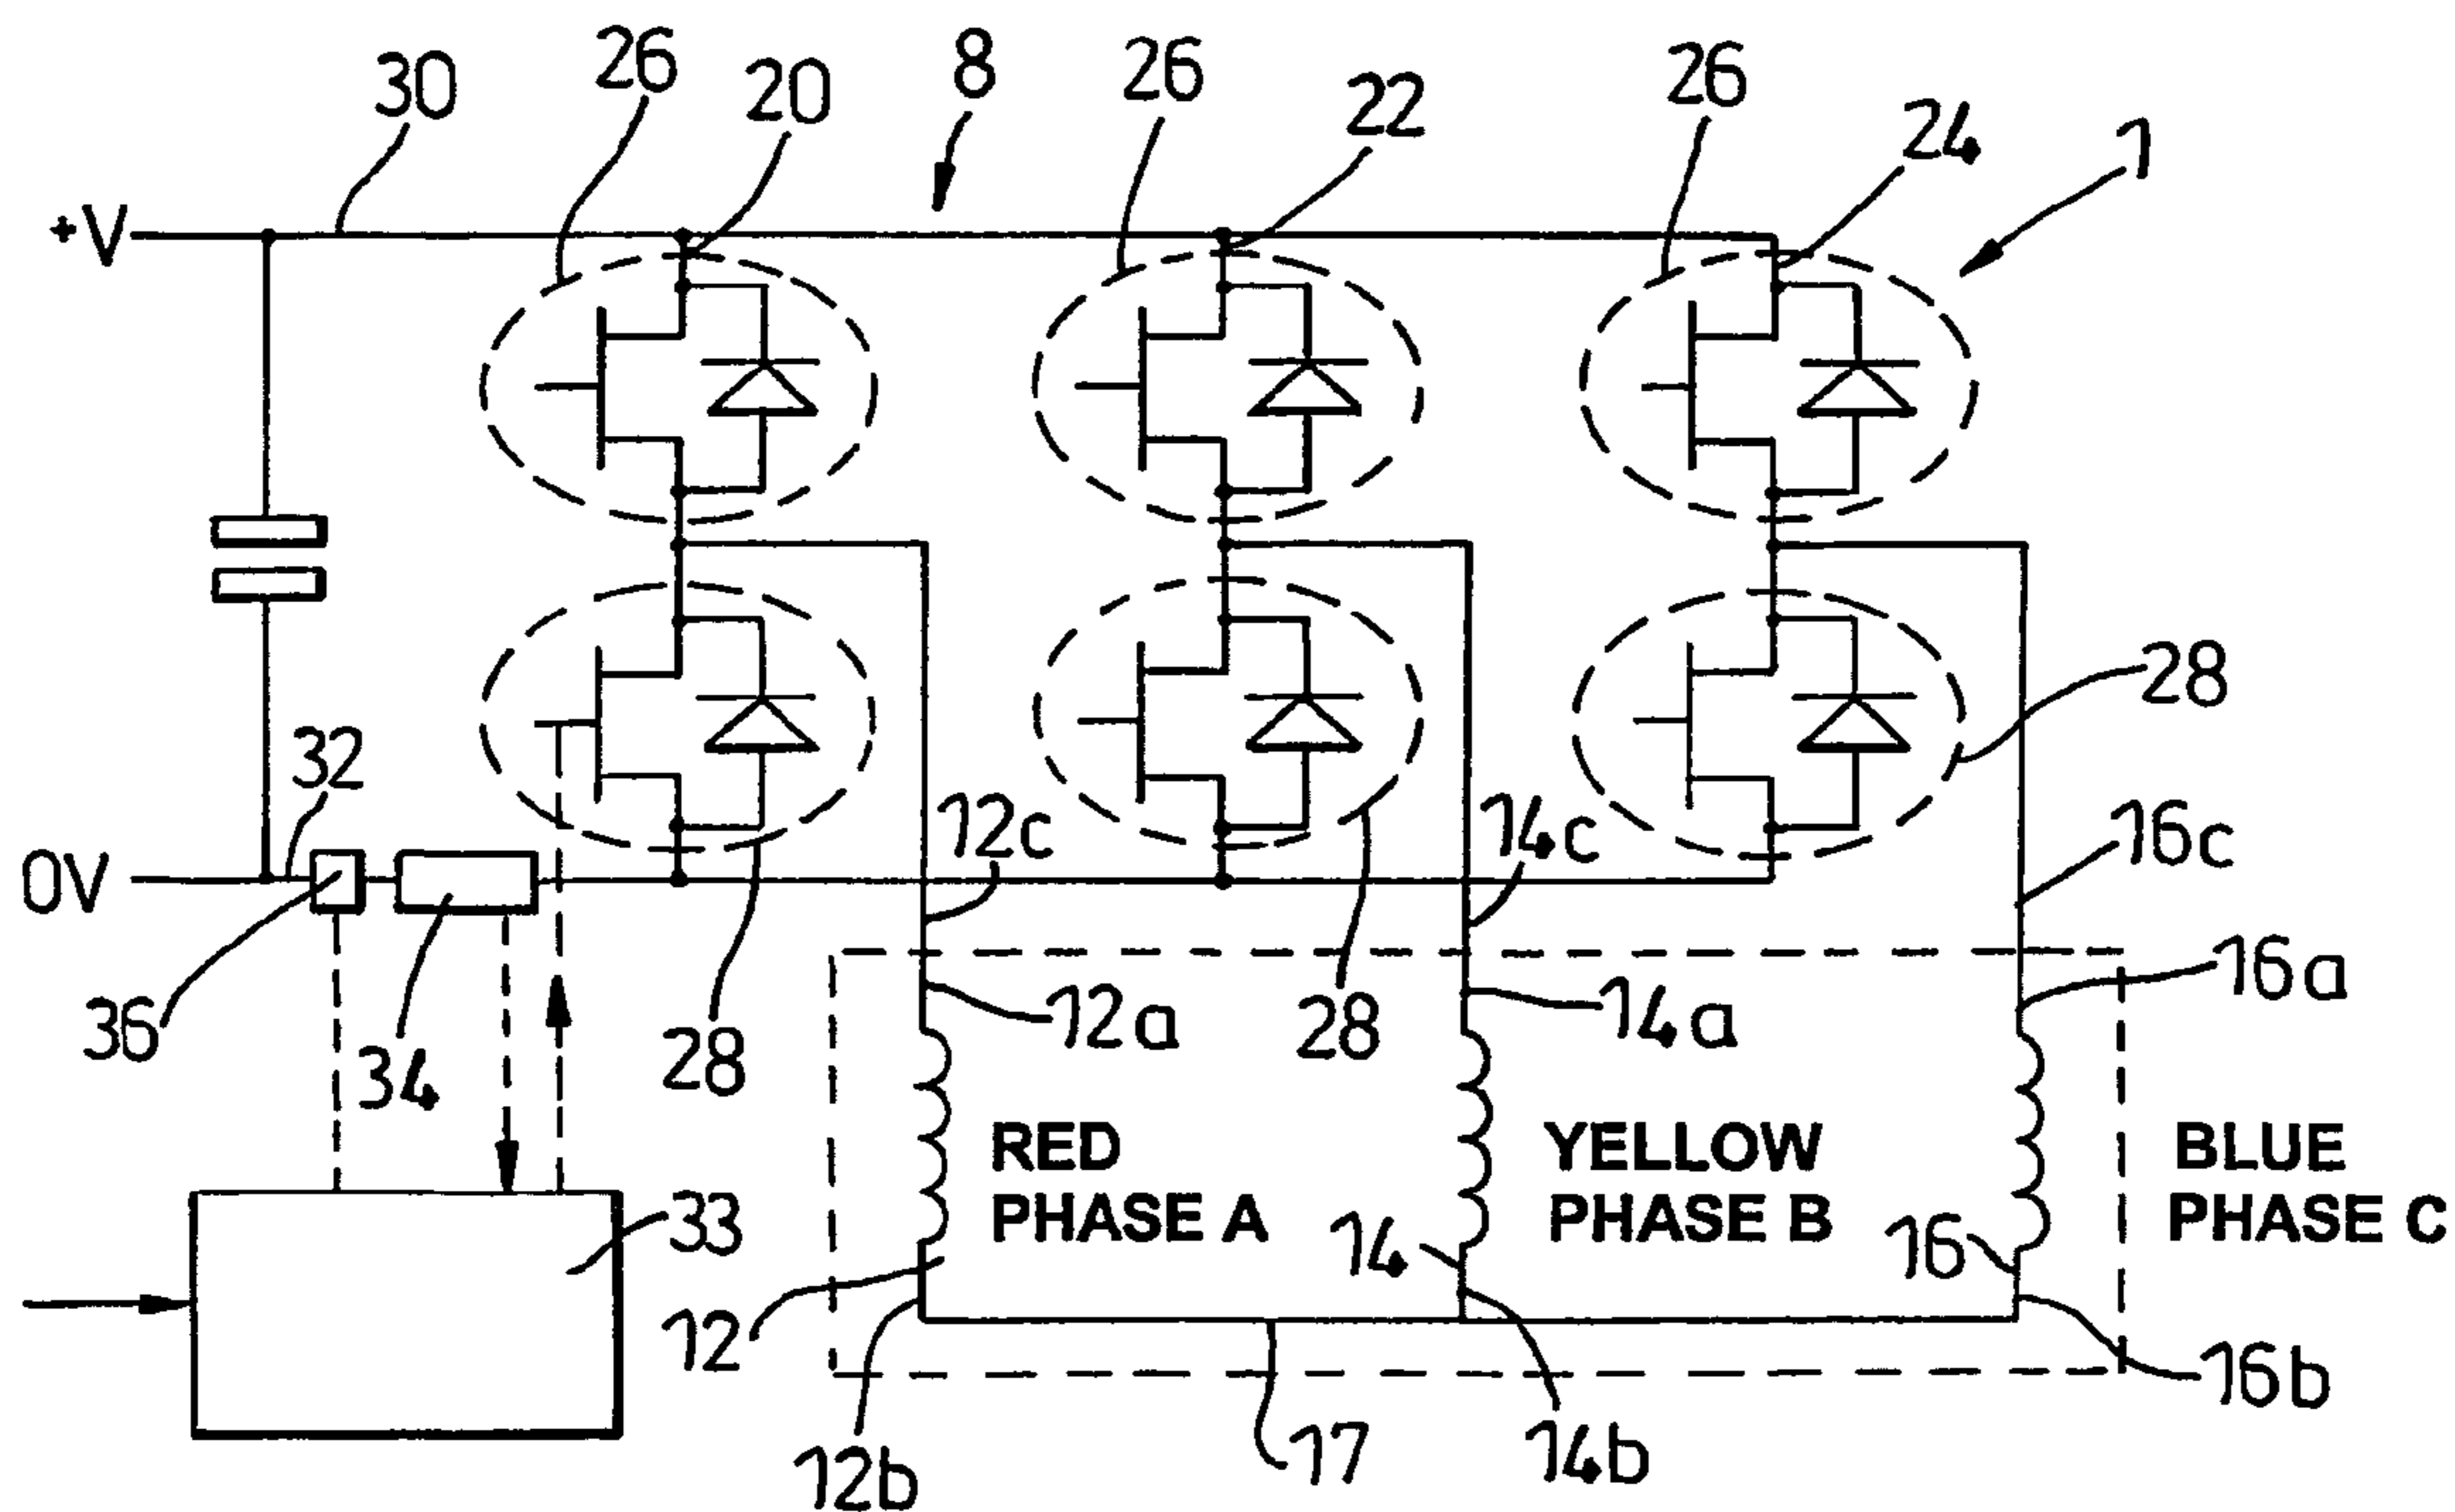 30
26
20
8
26
22
26
24
1
+V
28
32
12c
14c
16c
0V
36
34
28
12a
28
14a
16a
RED
PHASE A
YELLOW
PHASE B
BLUE
PHASE C
33
12
14
16
12b
17
14b
16b